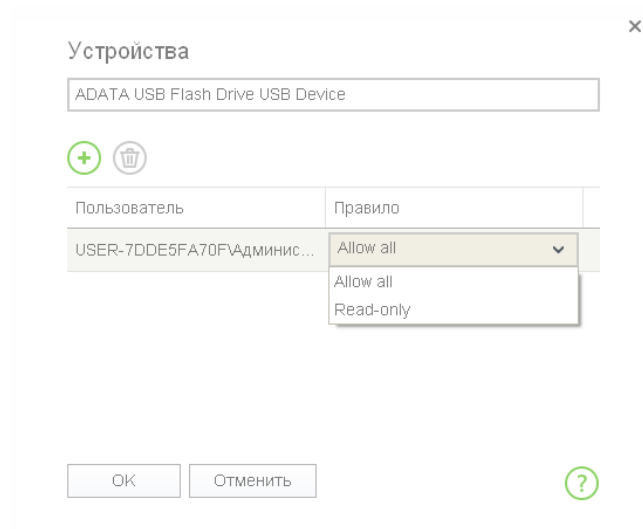 Устройства
ADATA USB Flash Drive USB Device
Пользователь Правило
USER-7DDE5FA70F\Админис... Allow all
Allow all
Read-only
OK Отменить
?